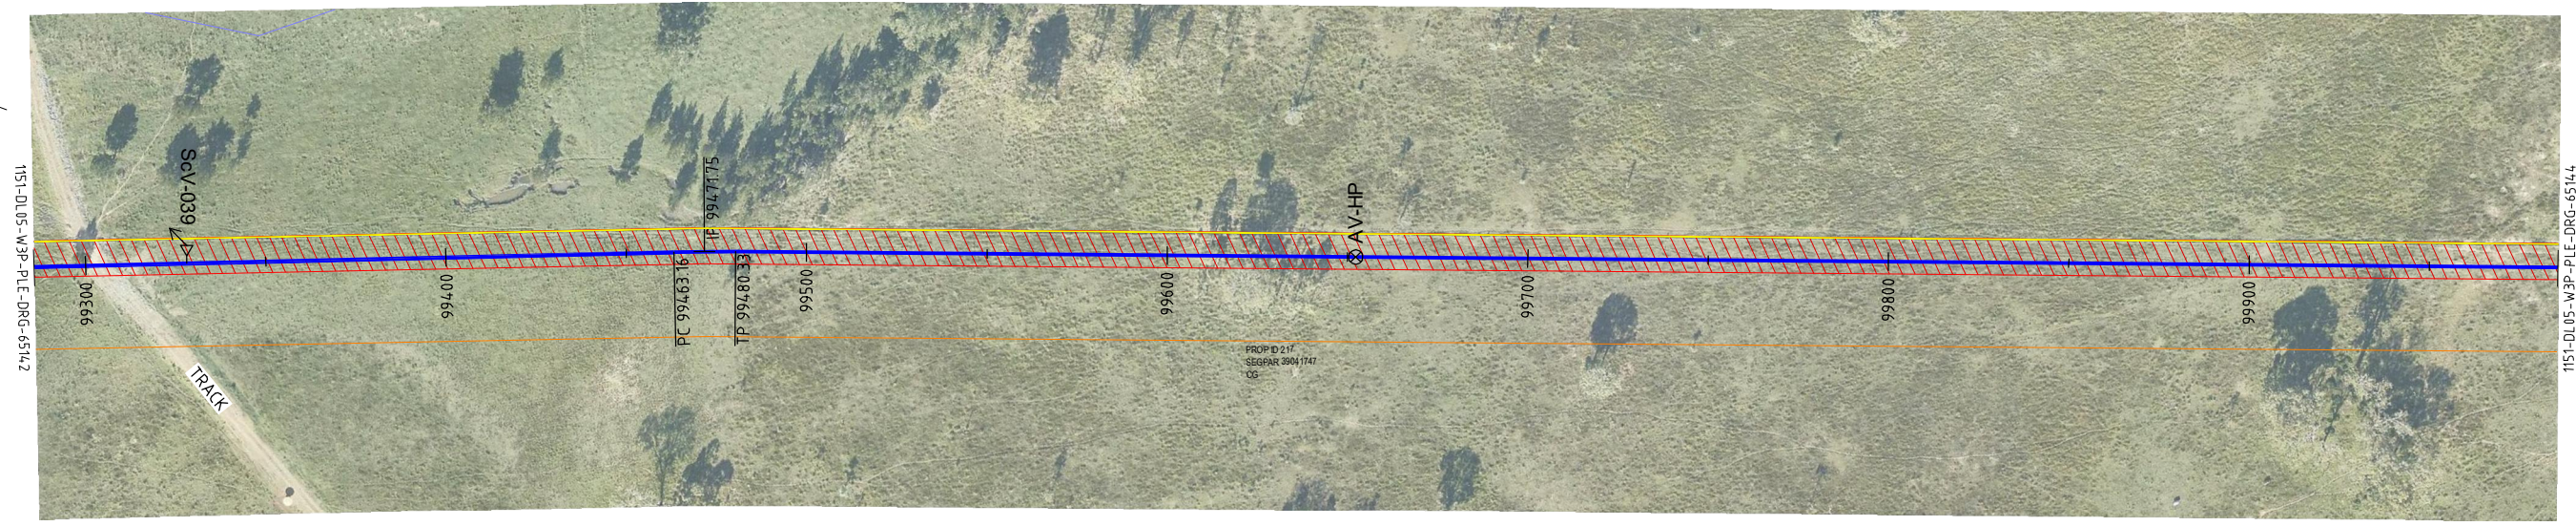 1151-DL05-W3P-PLE-DRG-65142
ScV-039
99300
TRACK
99400
PC 99463.16
IP 99471.75
TP 99480.33
99500
99600
PROP ID 217
SEGPAR 39041747
CG
AV-HP
99700
99800
99900
1151-DL05-W3P-PLE-DRG-65144